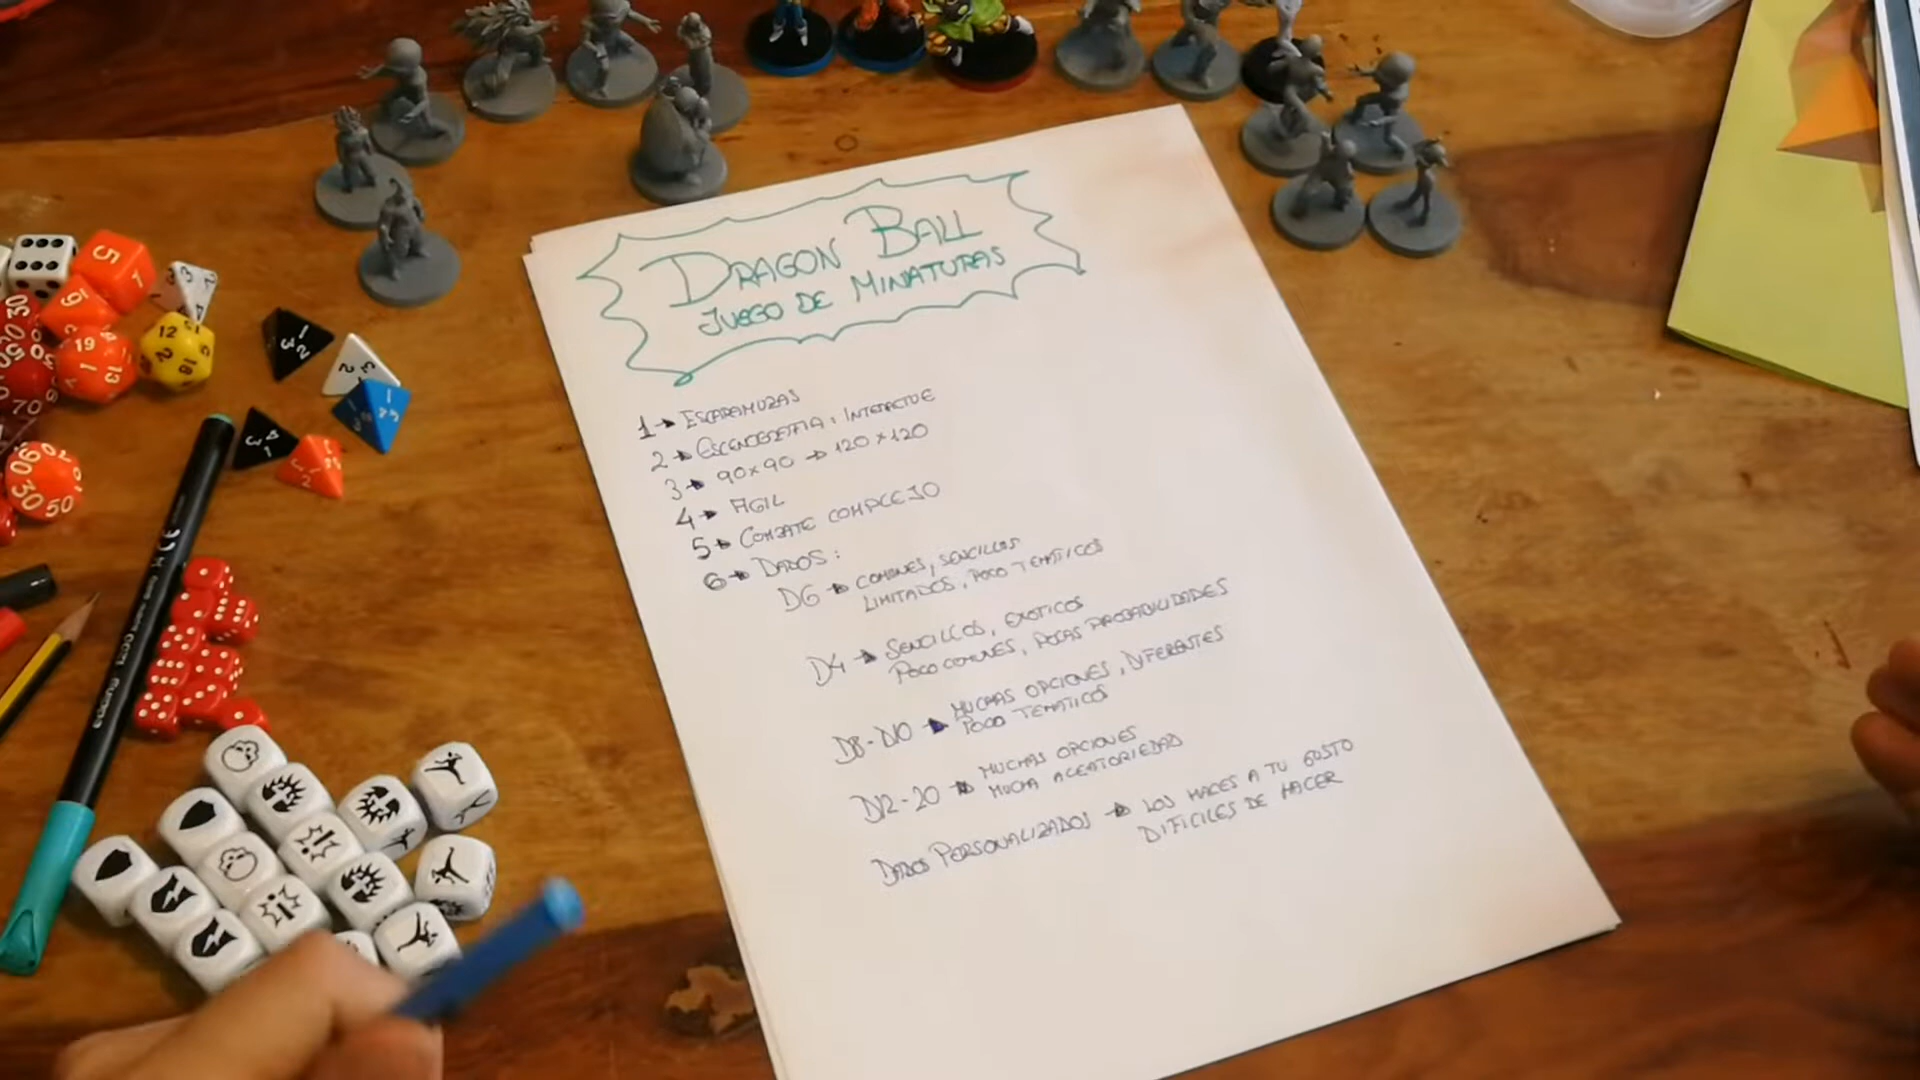 DRAGON BALL
JUEGO DE MINATURAS
1→ ESCARAMUZAS
2→ ESCENOGRAFIA: INTERACTUE
3→ 90x90 → 120x120
4→ AGIL
5→ COMBATE COMPLEJO
6→ DADOS:
D6→ COMUNES, SENCILLOS
LIMITADOS, POCO TEMATICOS
D4→ SENCILLOS, EXOTICOS
POCO COMUNES, POCAS PROBABILIDADES
D8-D10→ MUCHAS OPCIONES, DIFERENTES
POCO TEMATICOS
D12-20→ MUCHAS OPCIONES
MUCHA ALEATORIEDAD
DADOS PERSONALIZADOS→ LOS HACES A TU GUSTO
DIFICILES DE HACER